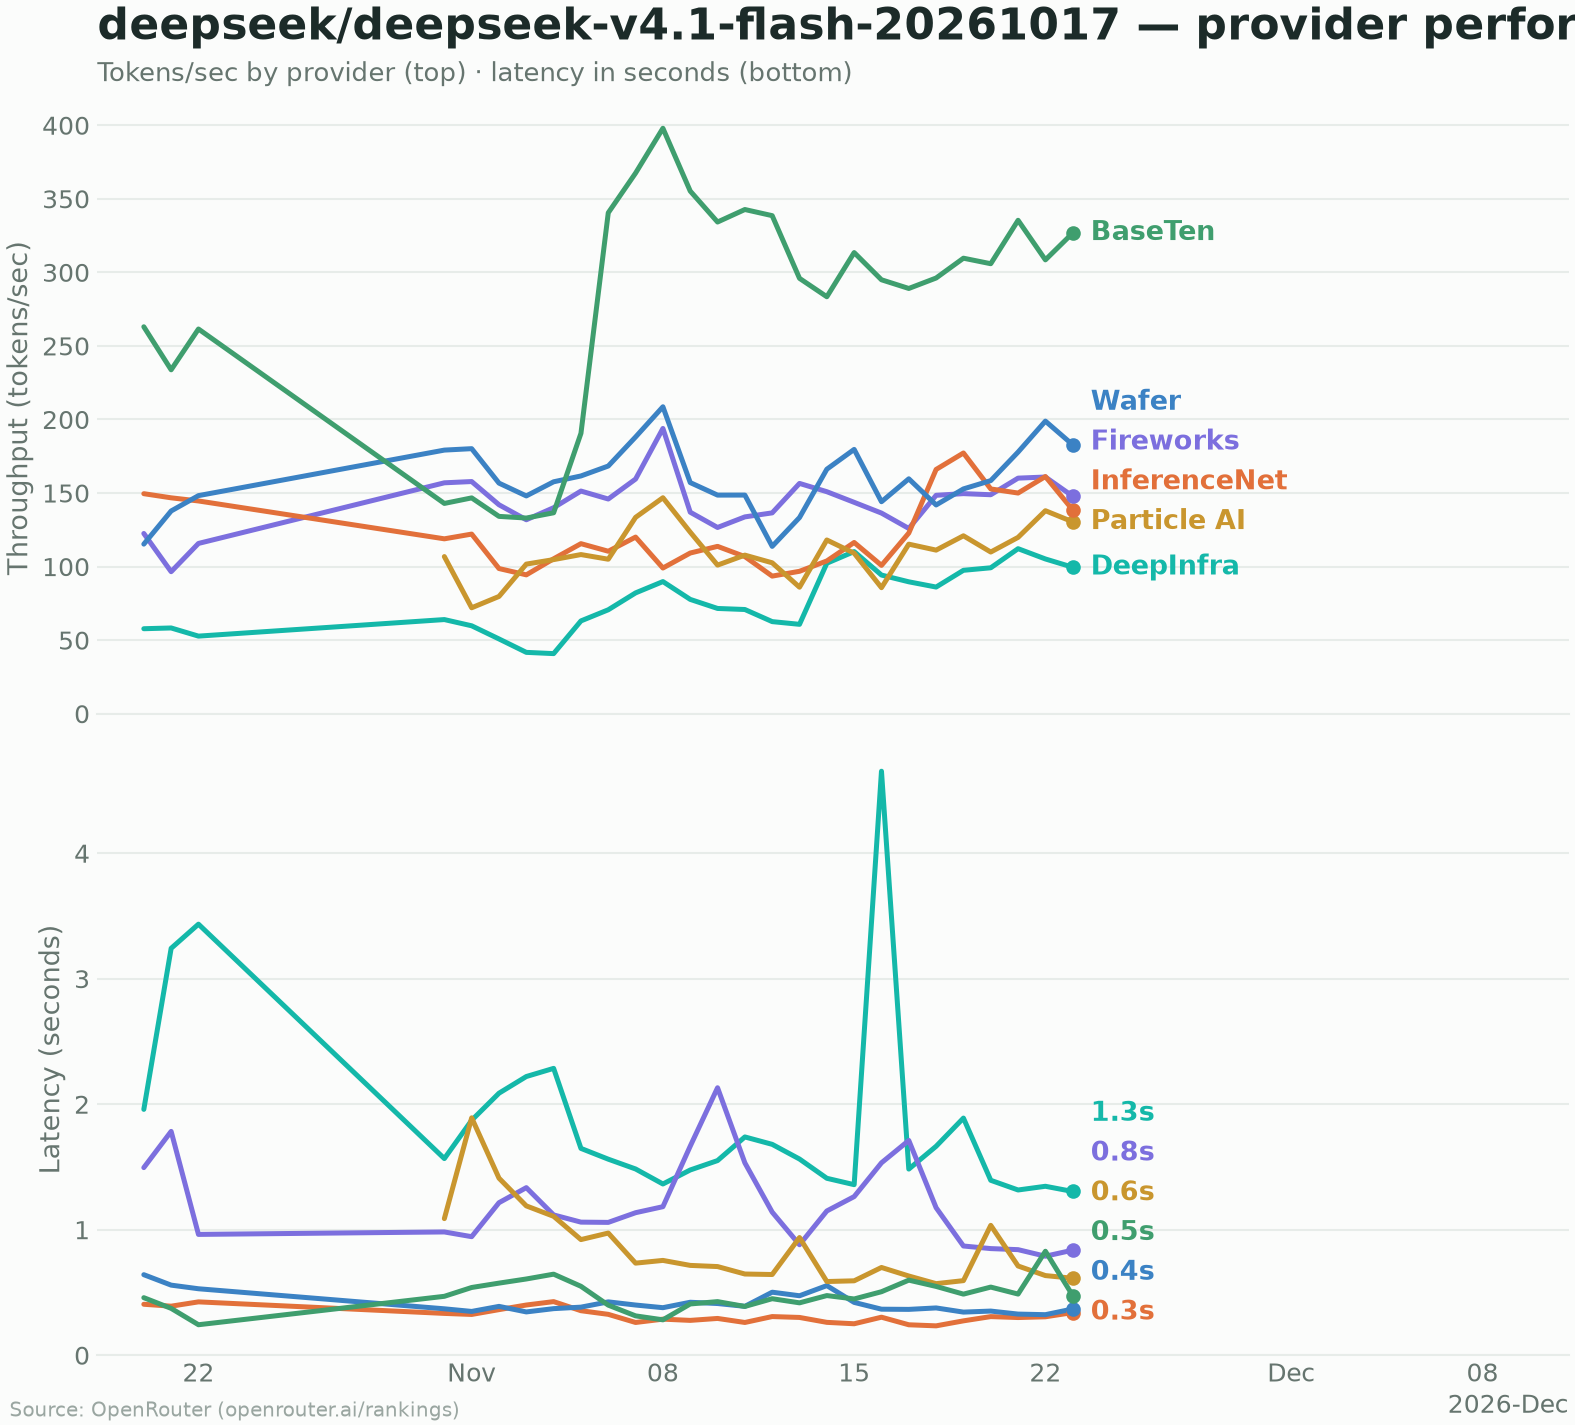 deepseek/deepseek-v4.1-flash-20261017 — provider perfor
Tokens/sec by provider (top) · latency in seconds (bottom)
Throughput (tokens/sec)
400
350
300
250
200
150
100
50
0
BaseTen
Wafer
Fireworks
InferenceNet
Particle AI
DeepInfra
Latency (seconds)
4
3
2
1
0
1.3s
0.8s
0.6s
0.5s
0.4s
0.3s
22
Nov
08
15
22
Dec
08
2026-Dec
Source: OpenRouter (openrouter.ai/rankings)